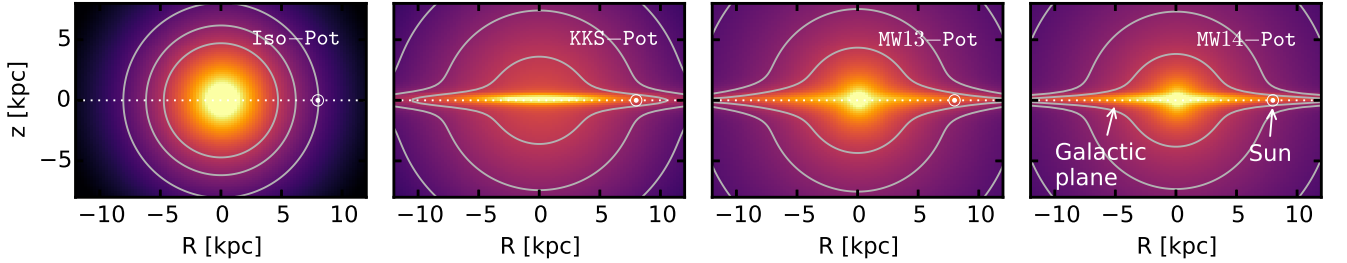 Iso−Pot
KKS−Pot
MW13−Pot
MW14−Pot
5
0
−5
z [kpc]
Galactic
plane
Sun
−10 −5 0 5 10
−10 −5 0 5 10
−10 −5 0 5 10
−10 −5 0 5 10
R [kpc]
R [kpc]
R [kpc]
R [kpc]